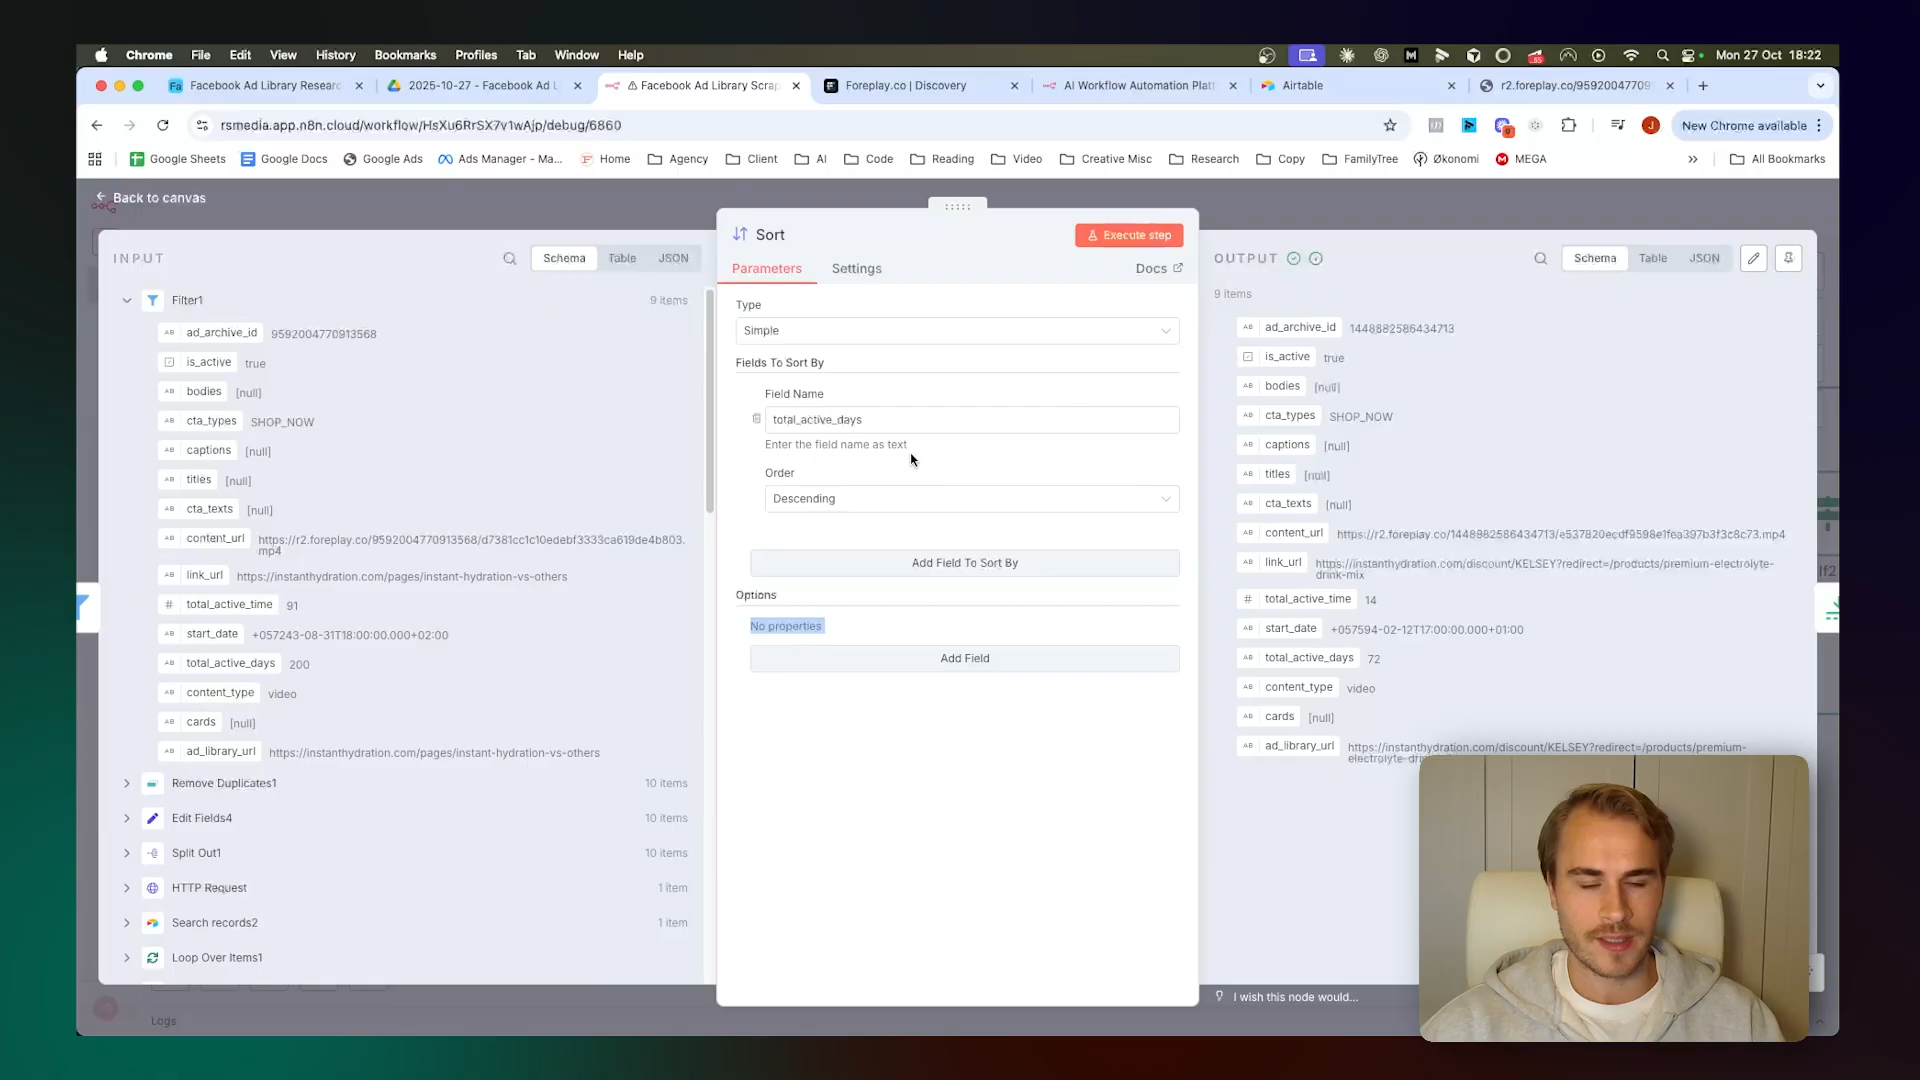 Chrome File Edit View History Bookmarks Profiles Tab Window Help Mon 27 Oct 18:22
Facebook Ad Library Researc 2025-10-27 - Facebook Ad L Facebook Ad Library Scrap Foreplay.co | Discovery AI Workflow Automation Platf Airtable r2.foreplay.co/9592004770
rsmedia.app.n8n.cloud/workflow/HsXu6RrSX7v1wAjp/debug/6860 New Chrome available
Google Sheets Google Docs Google Ads Ads Manager - Ma... Home Agency Client AI Code Reading Video Creative Misc Research Copy FamilyTree Økonomi MEGA All Bookmarks
Back to canvas
INPUT
Schema Table JSON
Filter1 9 items
ad_archive_id 9592004770913568
is_active true
bodies [null]
cta_types SHOP_NOW
captions [null]
titles [null]
cta_texts [null]
content_url https://r2.foreplay.co/9592004770913568/d7381cc1c10edebf3333ca619de4b803.
mp4
link_url https://instanthydration.com/pages/instant-hydration-vs-others
# total_active_time 91
start_date +057243-08-31T18:00:00.000+02:00
total_active_days 200
content_type video
cards [null]
ad_library_url https://instanthydration.com/pages/instant-hydration-vs-others
Remove Duplicates1 10 items
Edit Fields4 10 items
Split Out1 10 items
HTTP Request 1 item
Search records2 1 item
Loop Over Items1
Logs
Sort
Execute step
Parameters Settings Docs
Type
Simple
Fields To Sort By
Field Name
total_active_days
Enter the field name as text
Order
Descending
Add Field To Sort By
Options
No properties
Add Field
OUTPUT
Schema Table JSON
9 items
ad_archive_id 1448882586434713
is_active true
bodies [null]
cta_types SHOP_NOW
captions [null]
titles [null]
cta_texts [null]
content_url https://r2.foreplay.co/1448882586434713/e537820ecdf9598e1fea397b3f3c8c73.mp4
link_url https://instanthydration.com/discount/KELSEY?redirect=/products/premium-electrolyte-
drink-mix
# total_active_time 14
start_date +057594-02-12T17:00:00.000+01:00
total_active_days 72
content_type video
cards [null]
ad_library_url https://instanthydration.com/discount/KELSEY?redirect=/products/premium-
If2
I wish this node would...